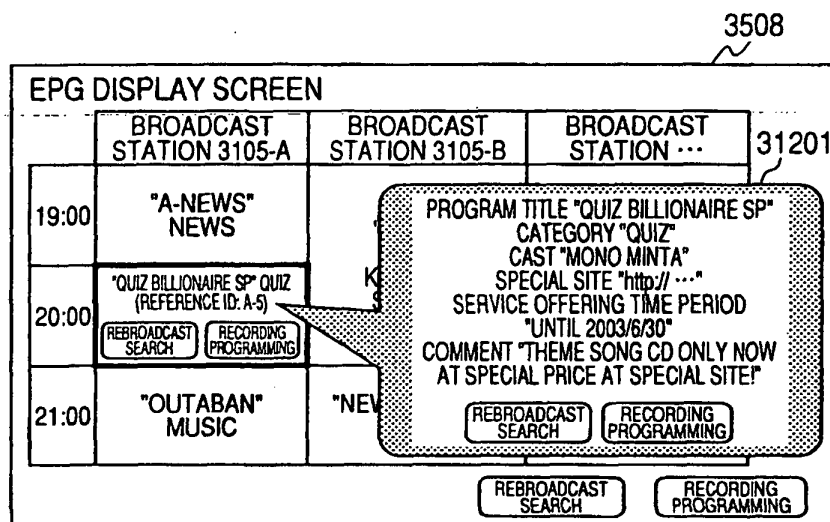 3508
EPG DISPLAY SCREEN
BROADCAST
STATION 3105-A
BROADCAST
STATION 3105-B
BROADCAST
STATION ...
31201
19:00
"A-NEWS"
NEWS
20:00
"QUIZ BILLIONAIRE SP" QUIZ
(REFERENCE ID: A-5)
REBROADCAST
SEARCH
RECORDING
PROGRAMMING
21:00
"OUTABAN"
MUSIC
PROGRAM TITLE "QUIZ BILLIONAIRE SP"
CATEGORY "QUIZ"
CAST "MONO MINTA"
SPECIAL SITE "http:// ..."
SERVICE OFFERING TIME PERIOD
"UNTIL 2003/6/30"
COMMENT "THEME SONG CD ONLY NOW
AT SPECIAL PRICE AT SPECIAL SITE!"
REBROADCAST
SEARCH
RECORDING
PROGRAMMING
REBROADCAST
SEARCH
RECORDING
PROGRAMMING